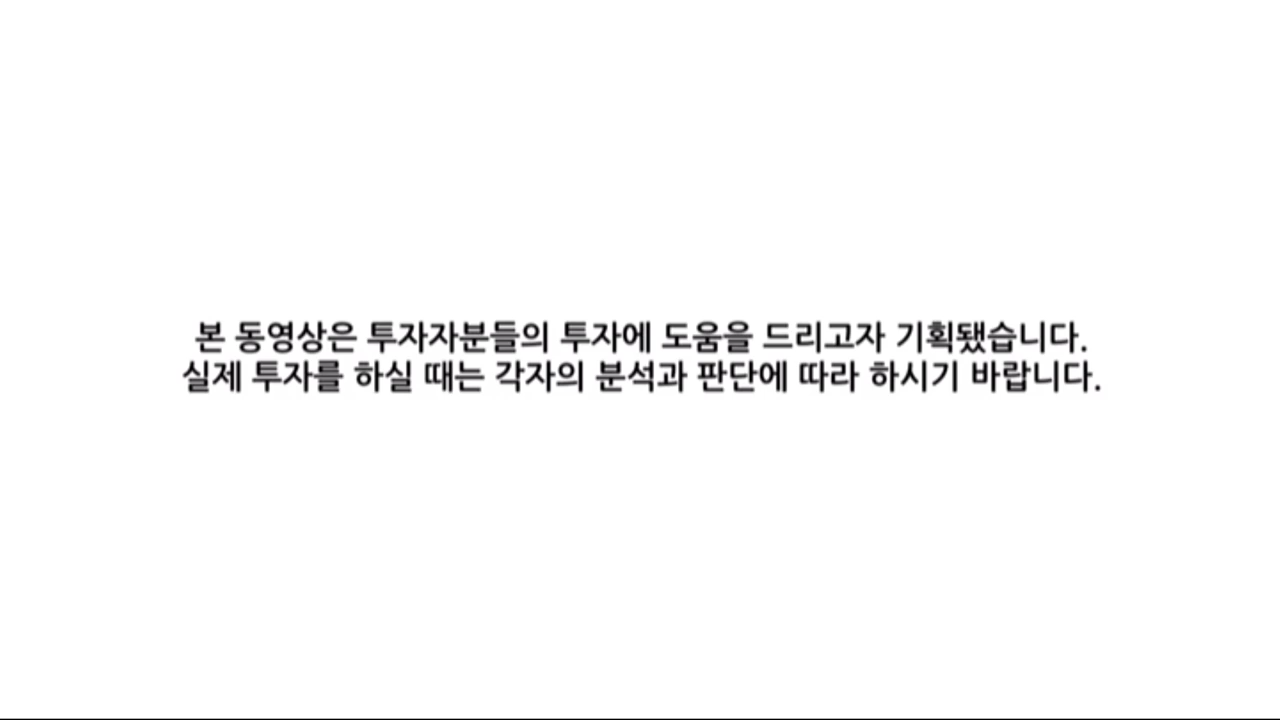 본 동영상은 투자자분들의 투자에 도움을 드리고자 기획됐습니다.
실제 투자를 하실 때는 각자의 분석과 판단에 따라 하시기 바랍니다.